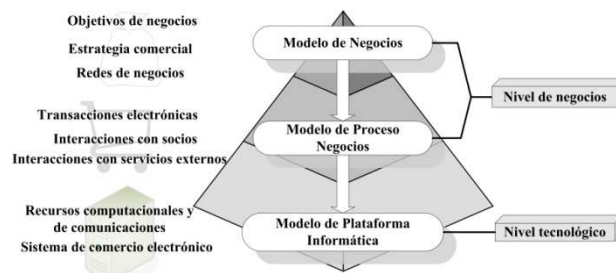 Objetivos de negocios
Estrategia comercial
Redes de negocios
Modelo de Negocios
Nivel de negocios
Transacciones electrónicas
Interacciones con socios
Interacciones con servicios externos
Modelo de Proceso
Negocios
Recursos computacionales y
de comunicaciones
Sistema de comercio electrónico
Modelo de Plataforma
Informática
Nivel tecnológico